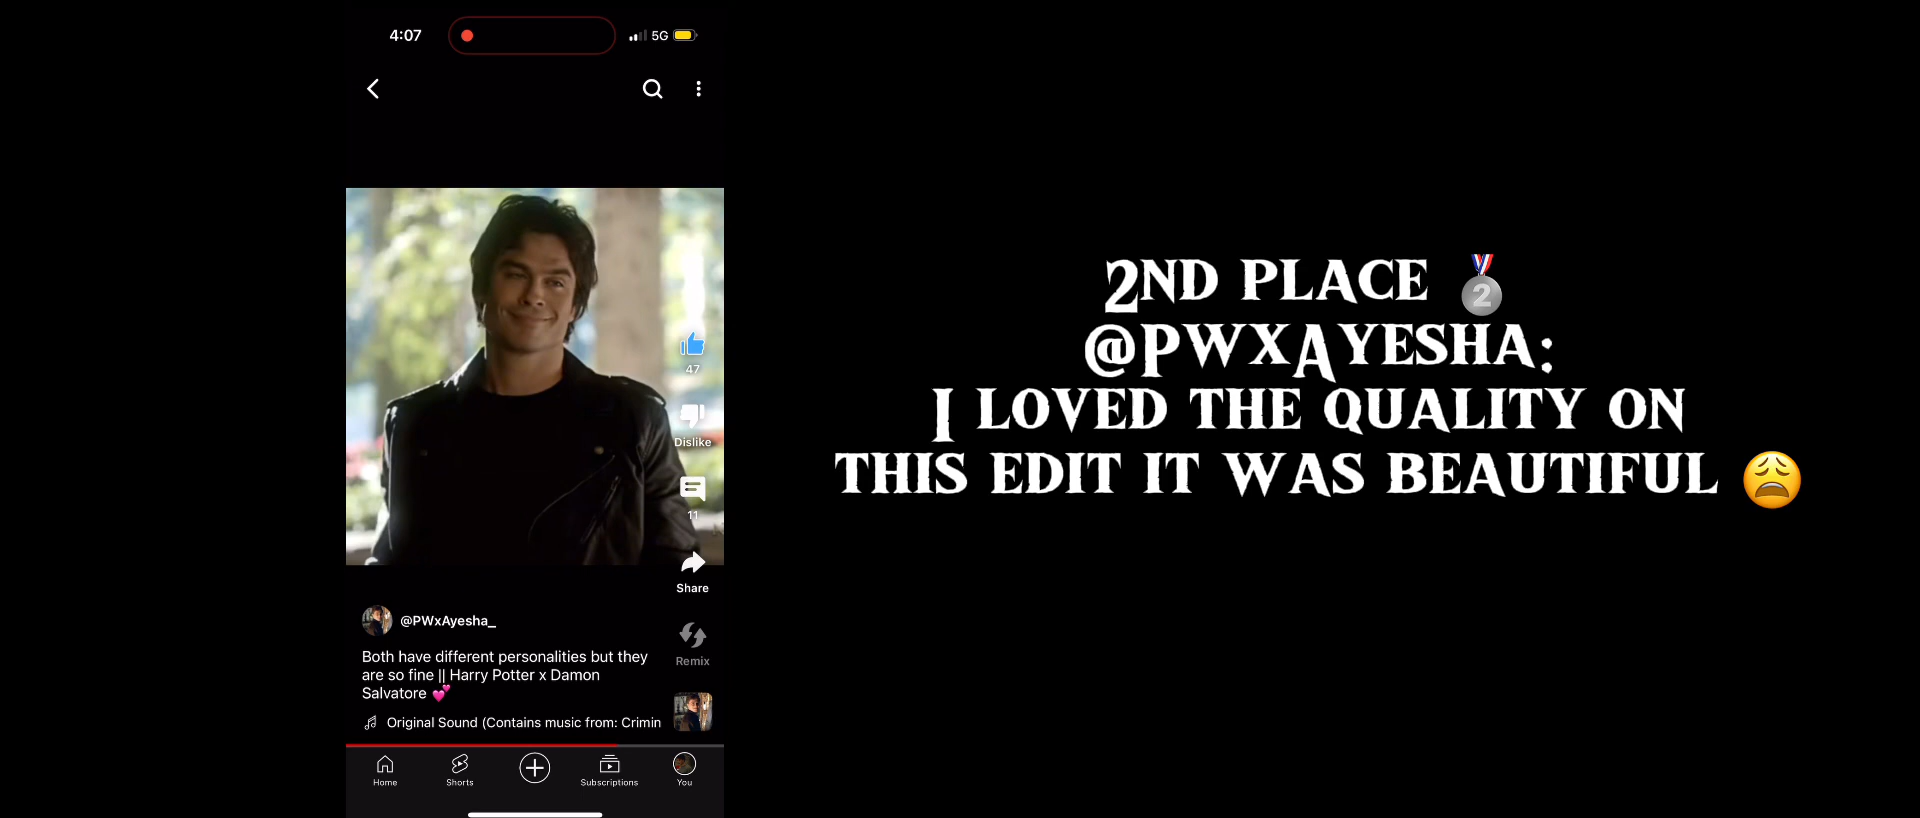 4:07
5G
47
Dislike
11
Share
@PWxAyesha_
Remix
Both have different personalities but they
are so fine || Harry Potter x Damon
Salvatore 💕
Original Sound (Contains music from: Crimin
Home
Shorts
Subscriptions
You
2ND PLACE 🥈
@PWXAYESHA:
I LOVED THE QUALITY ON
THIS EDIT IT WAS BEAUTIFUL 😩